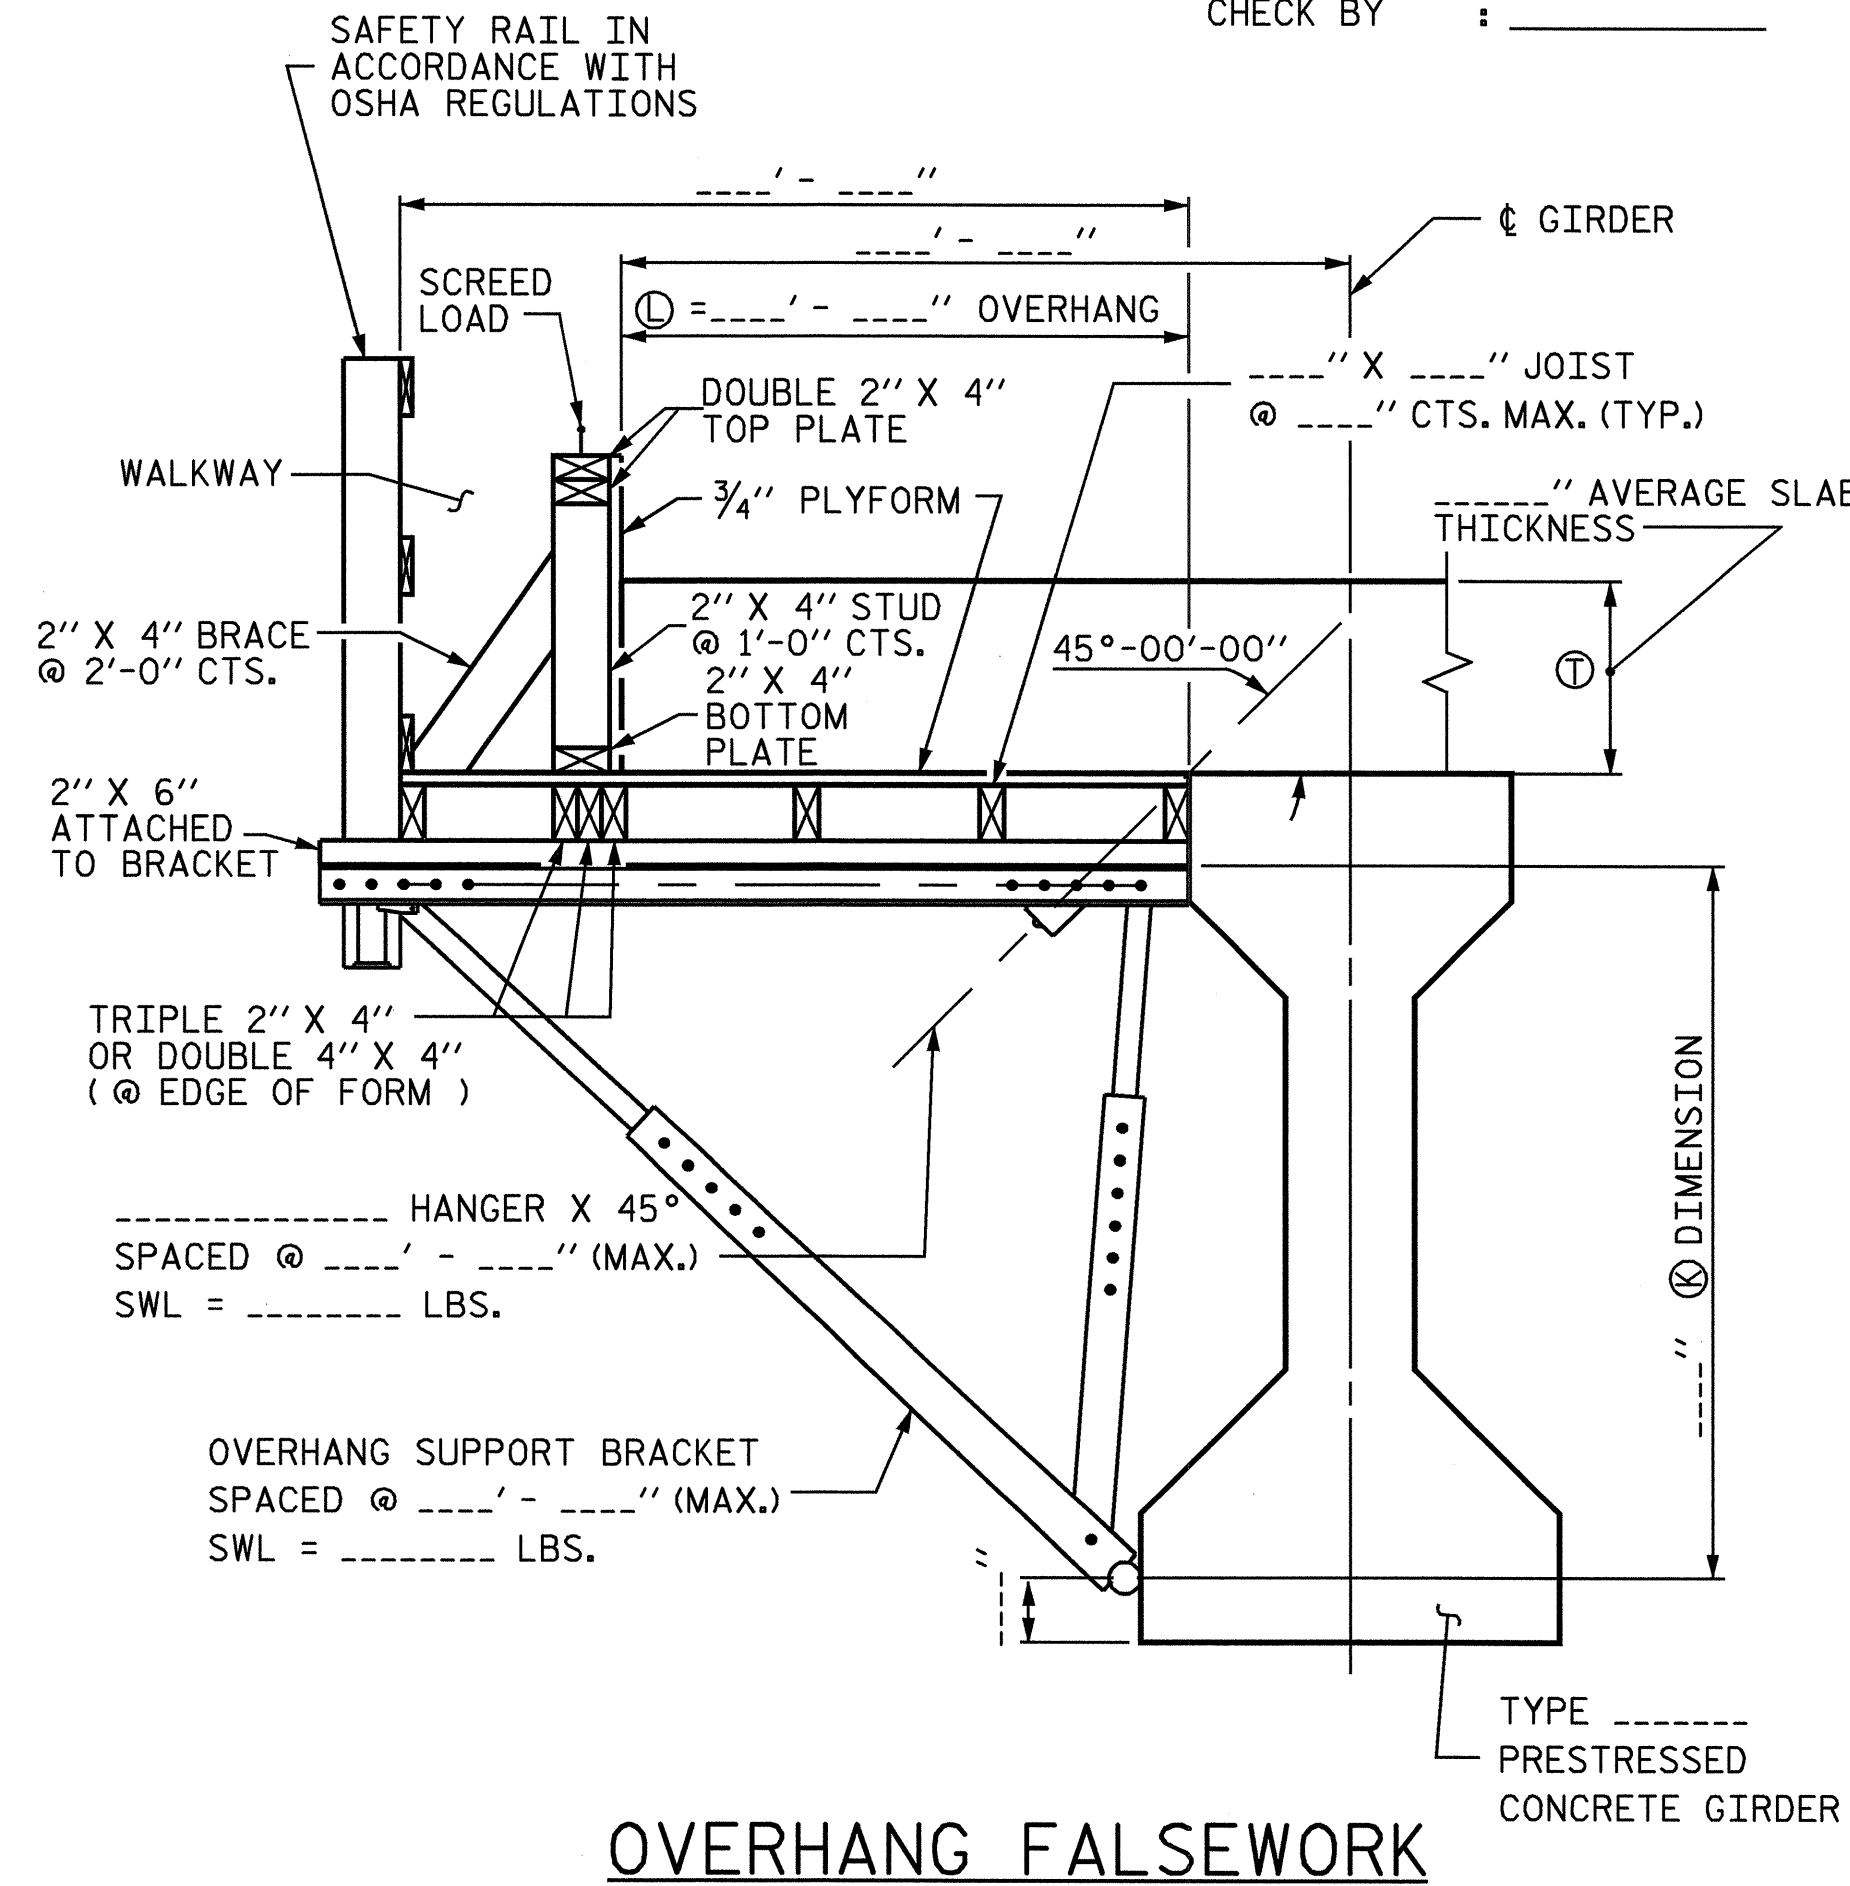 CHECK BY : ______________
SAFETY RAIL IN
ACCORDANCE WITH
OSHA REGULATIONS
____' - ____"
____' - ____"
℄ GIRDER
SCREED
LOAD
Ⓛ =____' - ____" OVERHANG
____" X ____" JOIST
@ ____" CTS. MAX. (TYP.)
DOUBLE 2" X 4"
TOP PLATE
WALKWAY
3/4" PLYFORM
______" AVERAGE SLAB
THICKNESS
2" X 4" BRACE
@ 2'-0" CTS.
2" X 4" STUD
@ 1'-0" CTS.
45°-00'-00"
Ⓣ
2" X 4"
BOTTOM
PLATE
2" X 6"
ATTACHED
TO BRACKET
TRIPLE 2" X 4"
OR DOUBLE 4" X 4"
( @ EDGE OF FORM )
______________ HANGER X 45°
SPACED @ ____' - ____" (MAX.)
SWL = ________ LBS.
____" Ⓚ DIMENSION
OVERHANG SUPPORT BRACKET
SPACED @ ____' - ____" (MAX.)
SWL = ________ LBS.
____"
TYPE _______
PRESTRESSED
CONCRETE GIRDER
OVERHANG FALSEWORK